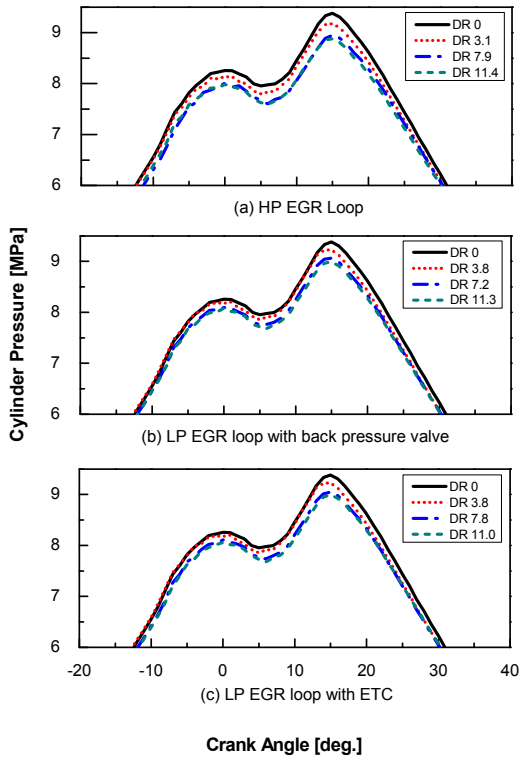 9
8
7
6
DR 0
DR 3.1
DR 7.9
DR 11.4
(a) HP EGR Loop
Cylinder Pressure [MPa]
9
8
7
6
DR 0
DR 3.8
DR 7.2
DR 11.3
(b) LP EGR loop with back pressure valve
9
8
7
6
DR 0
DR 3.8
DR 7.8
DR 11.0
-20 -10 0 10 20 30 40
(c) LP EGR loop with ETC
Crank Angle [deg.]